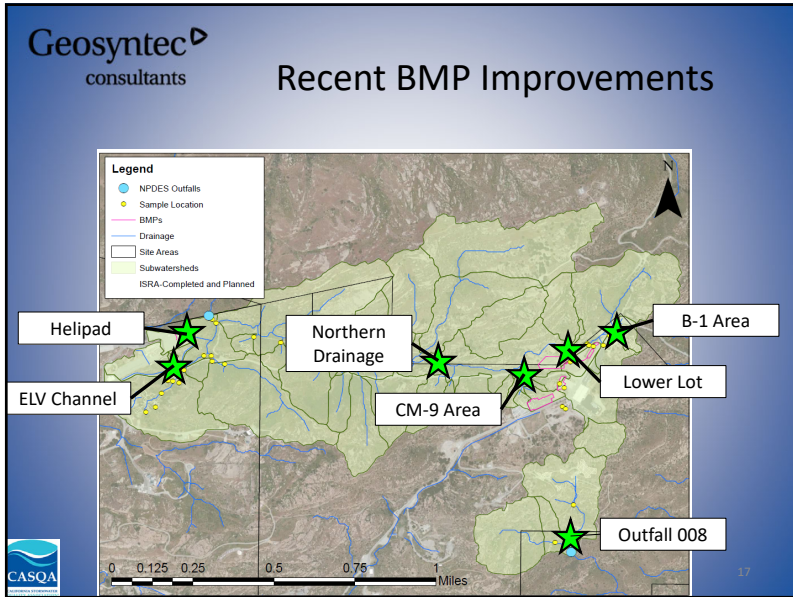 Geosyntec
consultants
Recent BMP Improvements
Legend
NPDES Outfalls
Sample Location
BMPs
Drainage
Site Areas
Subwatersheds
ISRA-Completed and Planned
N
Helipad
Northern
Drainage
B-1 Area
ELV Channel
CM-9 Area
Lower Lot
Outfall 008
0 0.125 0.25 0.5 0.75 1
Miles
CASQA
CALIFORNIA STORMWATER
17